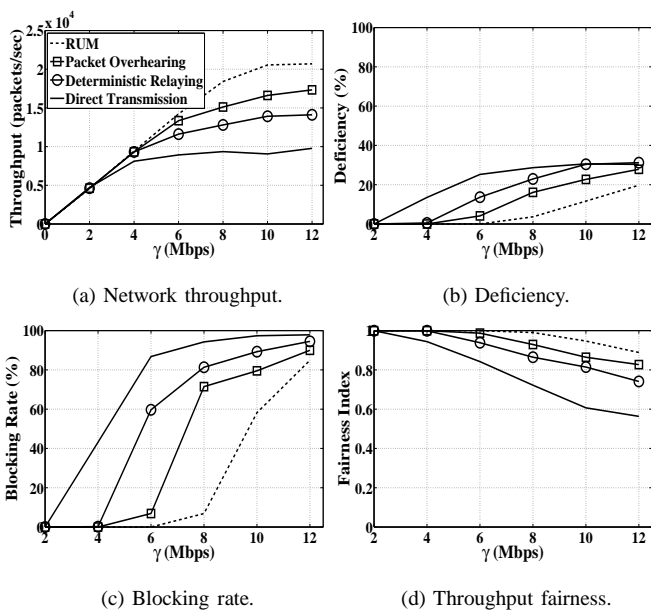 2.5
x 10^4
2
1.5
1
0.5
0
0 2 4 6 8 10 12
Throughput (packets/sec)
γ (Mbps)
RUM
Packet Overhearing
Deterministic Relaying
Direct Transmission
(a) Network throughput.
100
80
60
40
20
0
2 4 6 8 10 12
Deficiency (%)
γ (Mbps)
(b) Deficiency.
100
80
60
40
20
0
2 4 6 8 10 12
Blocking Rate (%)
γ (Mbps)
(c) Blocking rate.
1
0.8
0.6
0.4
0.2
0
2 4 6 8 10 12
Fairness Index
γ (Mbps)
(d) Throughput fairness.